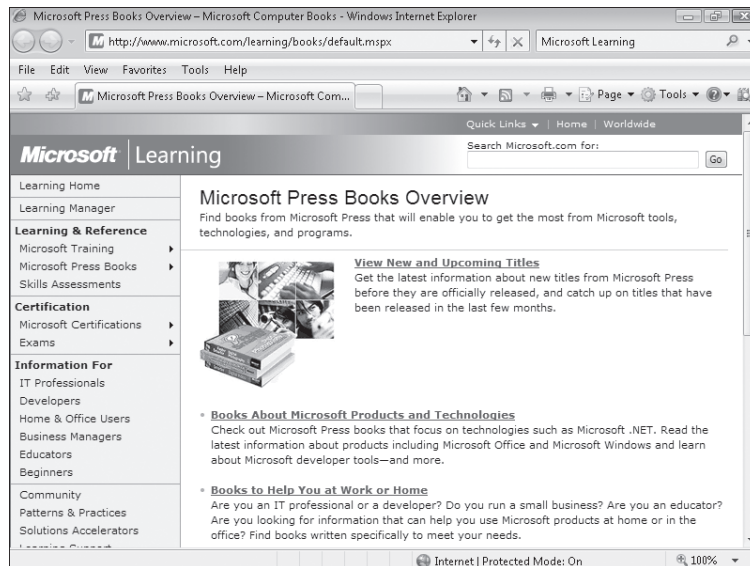 Microsoft Press Books Overview – Microsoft Computer Books - Windows Internet Explorer
http://www.microsoft.com/learning/books/default.mspx
Microsoft Learning
File Edit View Favorites Tools Help
Microsoft Press Books Overview – Microsoft Com...
Page Tools
Quick Links | Home | Worldwide
Microsoft | Learning
Search Microsoft.com for:
Go
Learning Home
Learning Manager
Learning & Reference
Microsoft Training
Microsoft Press Books
Skills Assessments
Certification
Microsoft Certifications
Exams
Information For
IT Professionals
Developers
Home & Office Users
Business Managers
Educators
Beginners
Community
Patterns & Practices
Solutions Accelerators
Learning Support
Microsoft Press Books Overview
Find books from Microsoft Press that will enable you to get the most from Microsoft tools,
technologies, and programs.
View New and Upcoming Titles
Get the latest information about new titles from Microsoft Press
before they are officially released, and catch up on titles that have
been released in the last few months.
• Books About Microsoft Products and Technologies
Check out Microsoft Press books that focus on technologies such as Microsoft .NET. Read the
latest information about products including Microsoft Office and Microsoft Windows and learn
about Microsoft developer tools—and more.
• Books to Help You at Work or Home
Are you an IT professional or a developer? Do you run a small business? Are you an educator?
Are you looking for information that can help you use Microsoft products at home or in the
office? Find books written specifically to meet your needs.
Internet | Protected Mode: On
100%